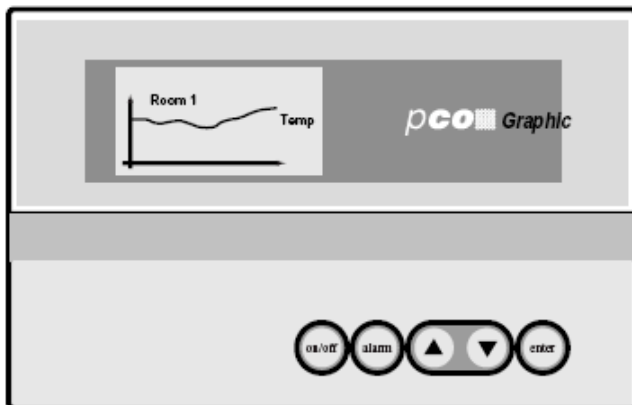 Room 1
Temp
pco Graphic
on/off
alarm
enter